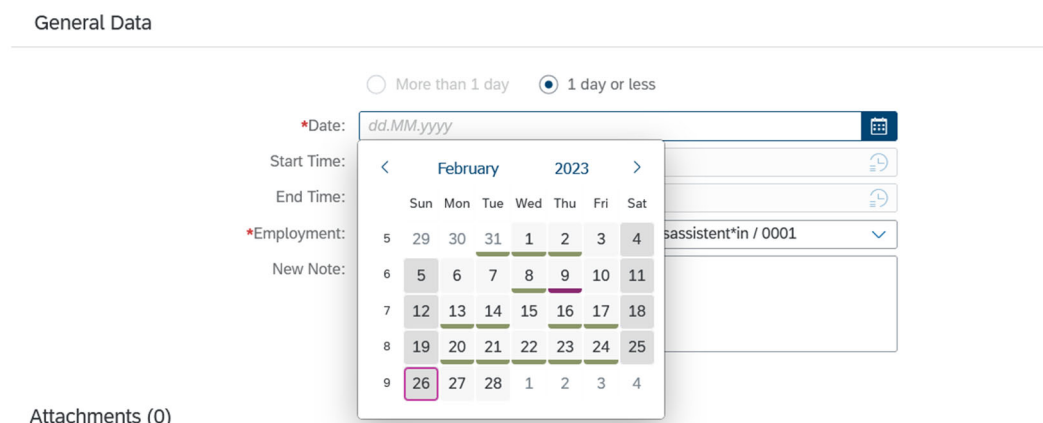 General Data
More than 1 day 1 day or less
*Date: dd.MM.yyyy
Start Time:
End Time:
*Employment: sassistent*in / 0001
New Note:
February 2023
Sun Mon Tue Wed Thu Fri Sat
5 29 30 31 1 2 3 4
6 5 6 7 8 9 10 11
7 12 13 14 15 16 17 18
8 19 20 21 22 23 24 25
9 26 27 28 1 2 3 4
Attachments (0)